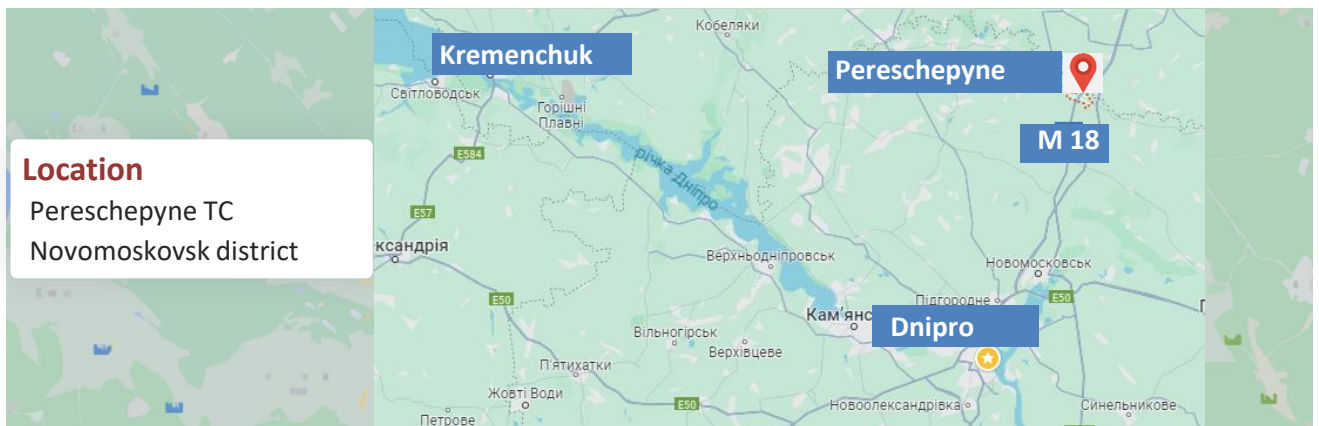 Location
Pereschepyne TC
Novomoskovsk district
Кобеляки
Kremenchuk
Pereschepyne
Світловодськ
Горішні
Плавні
M 18
E584
річка Дніпро
E57
ксандрія
Верхньодніпровськ
Новомосковськ
E50
Підгородне
E50
Кам'янс
Dnipro
Вільногірськ
Верхівцеве
П'ятихатки
Жовті Води
E50
Новоолександрівка
Синельникове
Петрове